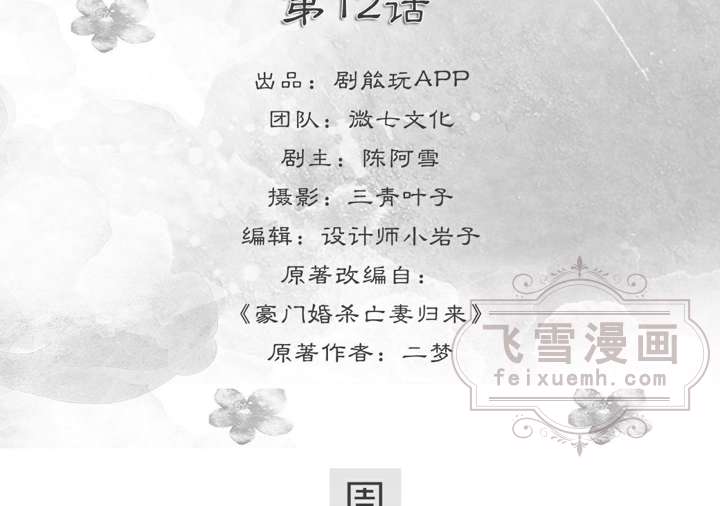 第12话
出品：剧能玩APP
团队：微七文化
剧主：陈阿雪
摄影：三青叶子
编辑：设计师小岩子
原著改编自：
《豪门婚杀亡妻归来》
原著作者：二梦
飞雪漫画
feixuemh.com